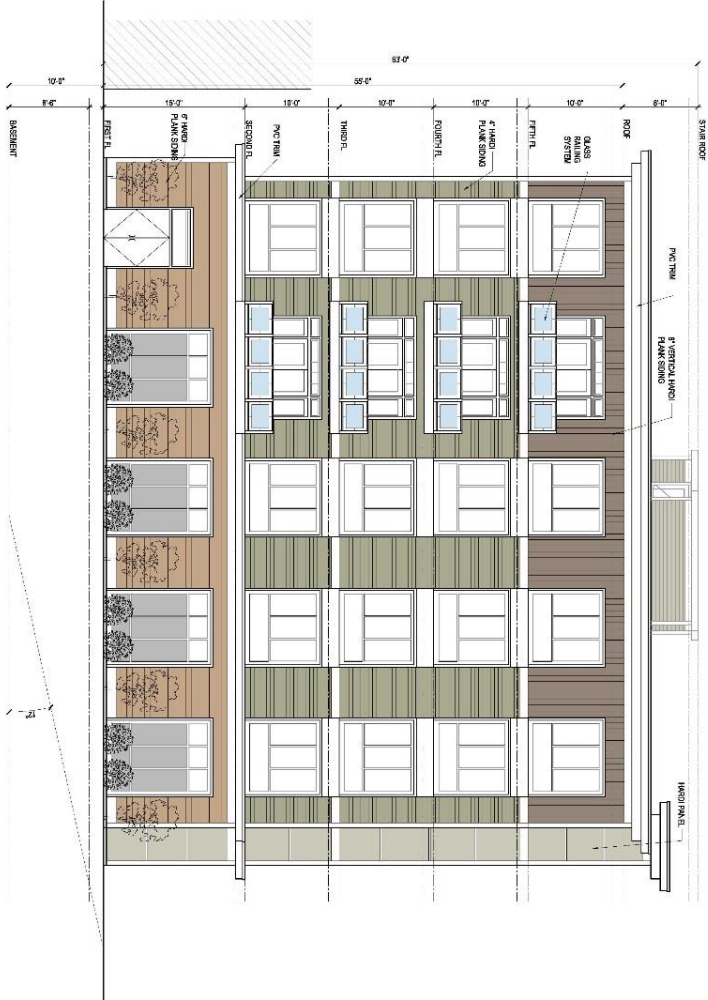 63'-0"
10'-0"
55'-0"
8'-6"
15'-0"
10'-0"
10'-0"
10'-0"
10'-0"
8'-0"
BASEMENT
FIRST FL
SECOND FL
THIRD FL
FOURTH FL
FIFTH FL
ROOF
STAIR ROOF
6" HARDI
PLANK SIDING
PVC TRIM
4" HARDI
PLANK SIDING
GLASS
RAILING
SYSTEM
PVC TRIM
8" VERTICAL HARDI
PLANK SIDING
HARDI PANEL